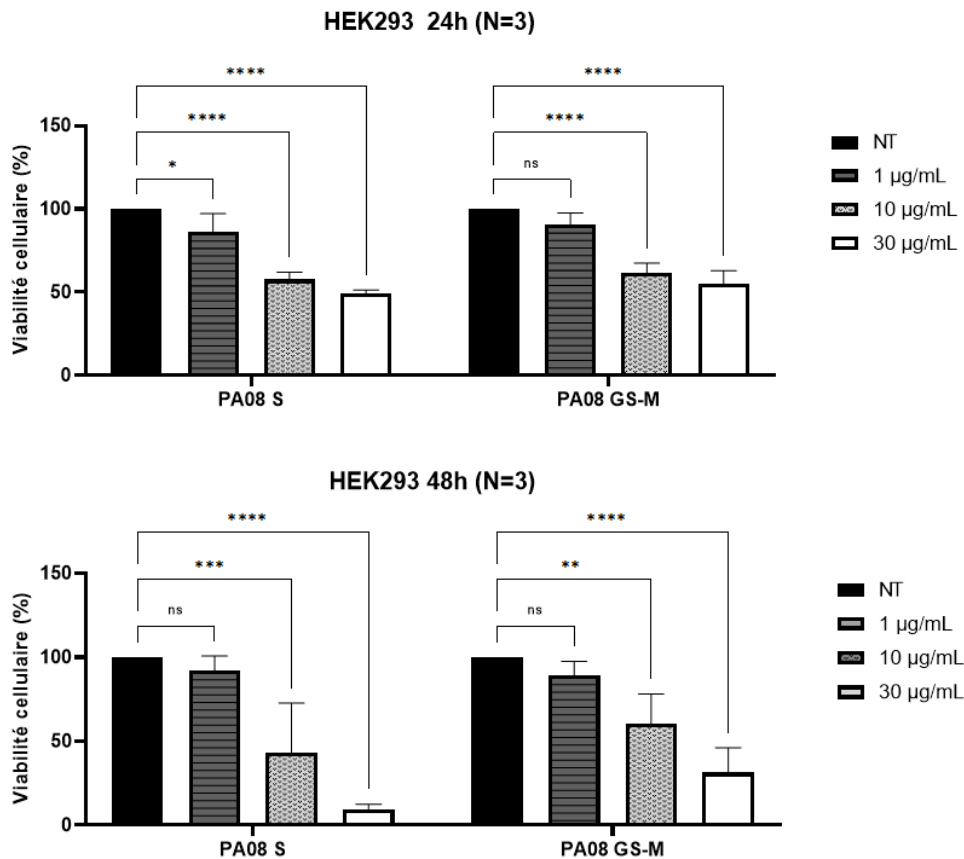 HEK293 24h (N=3)
****
****
****
****
*
ns
150
100
50
0
Viabilité cellulaire (%)
NT
1 µg/mL
10 µg/mL
30 µg/mL
PA08 S
PA08 GS-M
HEK293 48h (N=3)
****
****
***
**
ns
ns
150
100
50
0
Viabilité cellulaire (%)
NT
1 µg/mL
10 µg/mL
30 µg/mL
PA08 S
PA08 GS-M